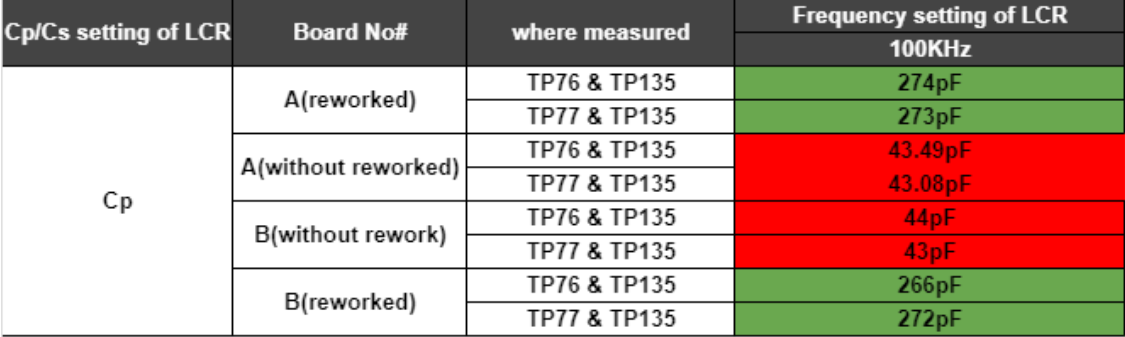 Cp/Cs setting of LCR Board No# where measured Frequency setting of LCR
100KHz
Cp A(reworked) TP76 & TP135 274pF
TP77 & TP135 273pF
A(without reworked) TP76 & TP135 43.49pF
TP77 & TP135 43.08pF
B(without rework) TP76 & TP135 44pF
TP77 & TP135 43pF
B(reworked) TP76 & TP135 266pF
TP77 & TP135 272pF